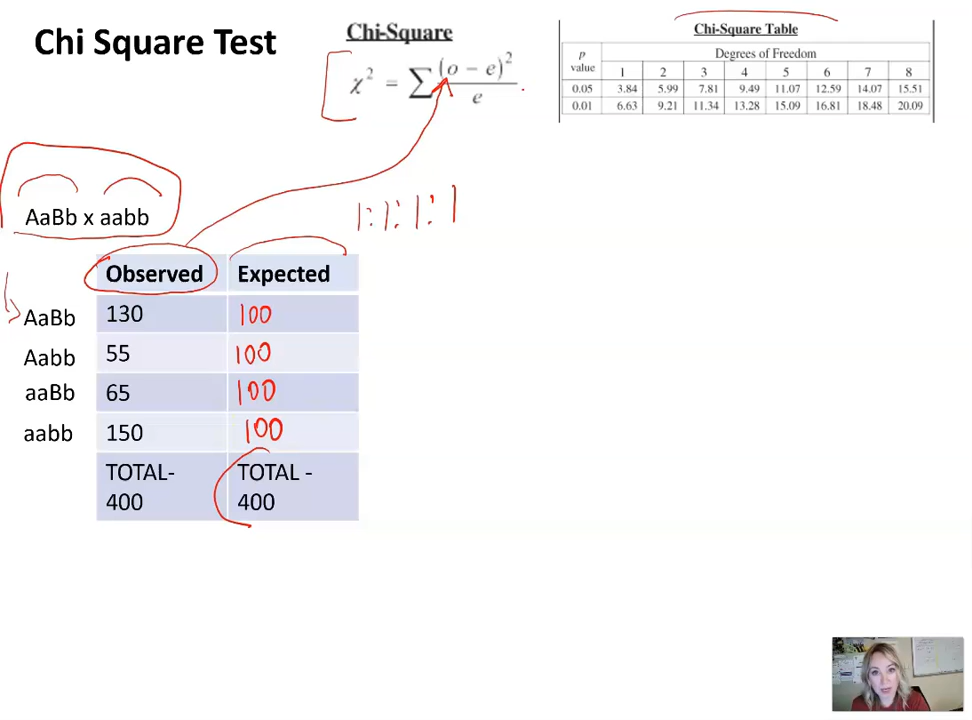 Chi Square Test
Chi-Square
χ² = ∑ (o − e)² / e
Chi-Square Table
p value Degrees of Freedom
1 2 3 4 5 6 7 8
0.05 3.84 5.99 7.81 9.49 11.07 12.59 14.07 15.51
0.01 6.63 9.21 11.34 13.28 15.09 16.81 18.48 20.09
AaBb x aabb
1:1:1:1
Observed Expected
AaBb 130 100
Aabb 55 100
aaBb 65 100
aabb 150 100
TOTAL- TOTAL -
400 400